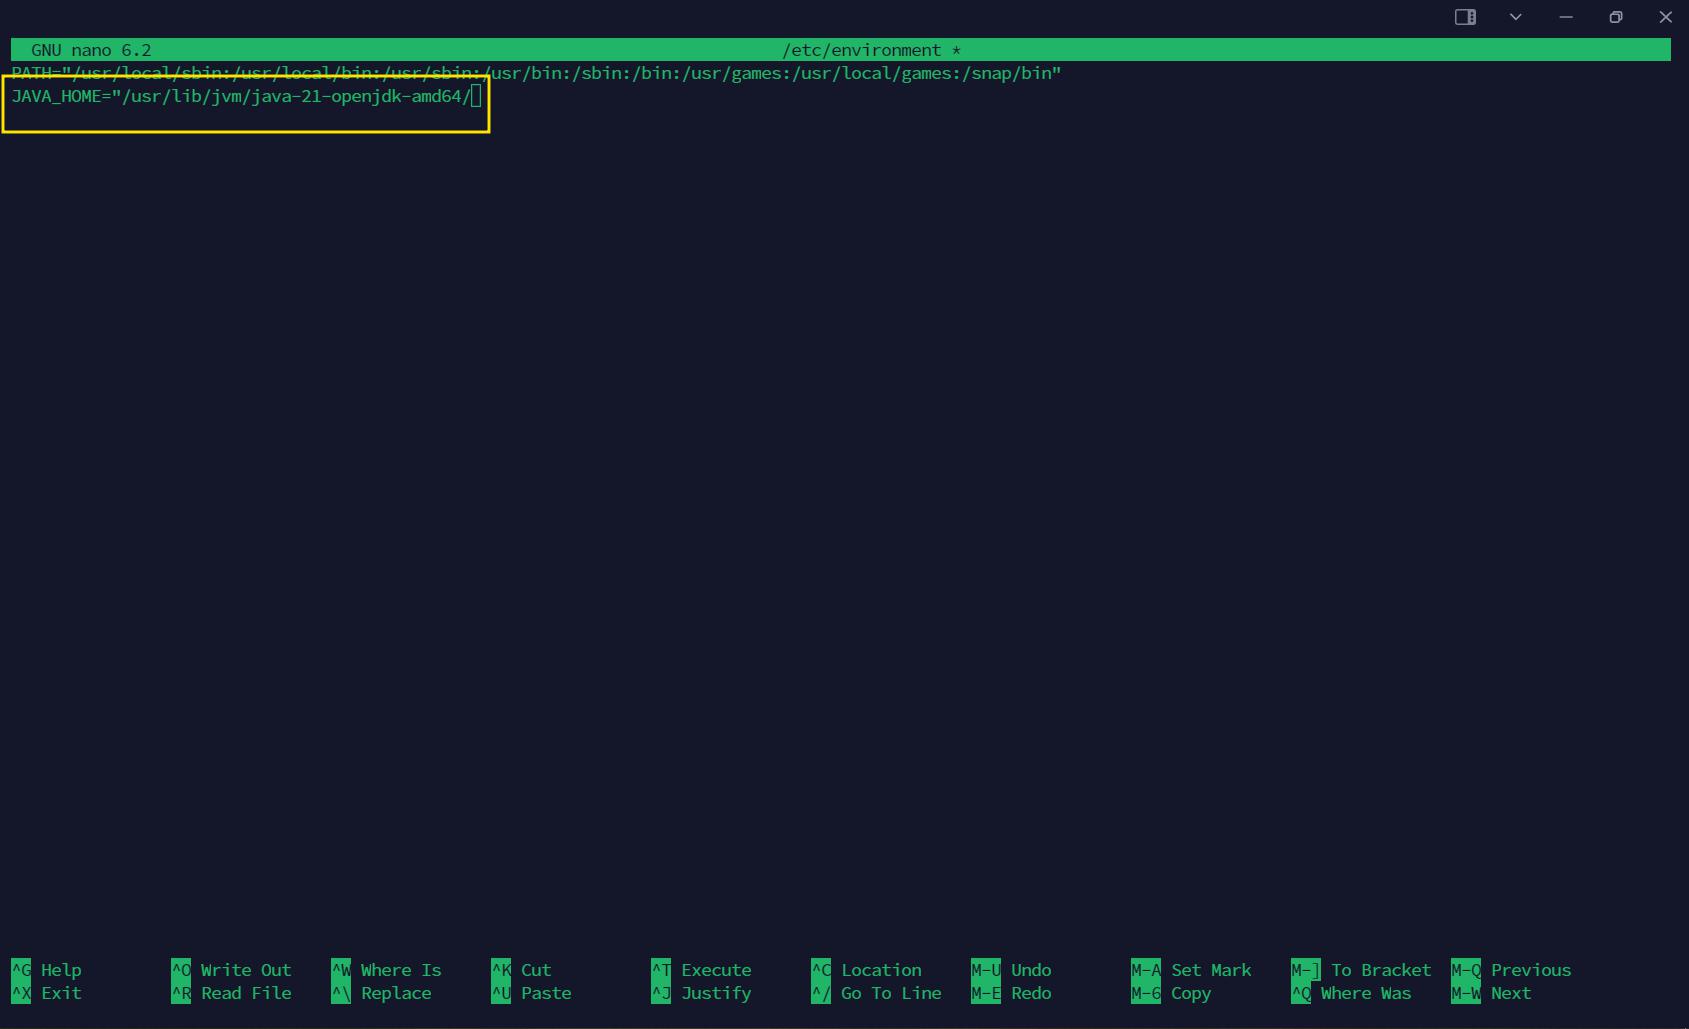 GNU nano 6.2 /etc/environment *
PATH="/usr/local/sbin:/usr/local/bin:/usr/sbin:/usr/bin:/sbin:/bin:/usr/games:/usr/local/games:/snap/bin"
JAVA_HOME="/usr/lib/jvm/java-21-openjdk-amd64/
^G Help ^O Write Out ^W Where Is ^K Cut ^T Execute ^C Location M-U Undo M-A Set Mark M-] To Bracket M-Q Previous
^X Exit ^R Read File ^\ Replace ^U Paste ^J Justify ^/ Go To Line M-E Redo M-6 Copy ^Q Where Was M-W Next